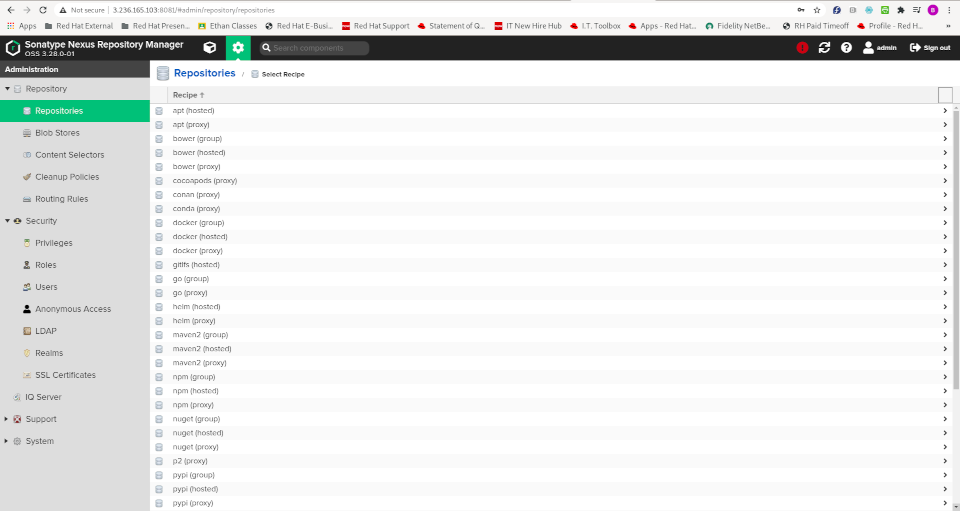 Not secure | 3.236.165.103:8081/#admin/repository/repositories
Apps Red Hat External Red Hat Presen... Ethan Classes Red Hat E-Busi... Red Hat Support Statement of Q... IT New Hire Hub I.T. Toolbox Apps - Red Hat... Fidelity NetBe... RH Paid Timeoff Profile - Red H... »
Sonatype Nexus Repository Manager
OSS 3.28.0-01
Search components
admin Sign out
Administration
Repository
Repositories
Blob Stores
Content Selectors
Cleanup Policies
Routing Rules
Security
Privileges
Roles
Users
Anonymous Access
LDAP
Realms
SSL Certificates
IQ Server
Support
System
Repositories / Select Recipe
Recipe ↑
apt (hosted)
apt (proxy)
bower (group)
bower (hosted)
bower (proxy)
cocoapods (proxy)
conan (proxy)
conda (proxy)
docker (group)
docker (hosted)
docker (proxy)
gitlfs (hosted)
go (group)
go (proxy)
helm (hosted)
helm (proxy)
maven2 (group)
maven2 (hosted)
maven2 (proxy)
npm (group)
npm (hosted)
npm (proxy)
nuget (group)
nuget (hosted)
nuget (proxy)
p2 (proxy)
pypi (group)
pypi (hosted)
pypi (proxy)